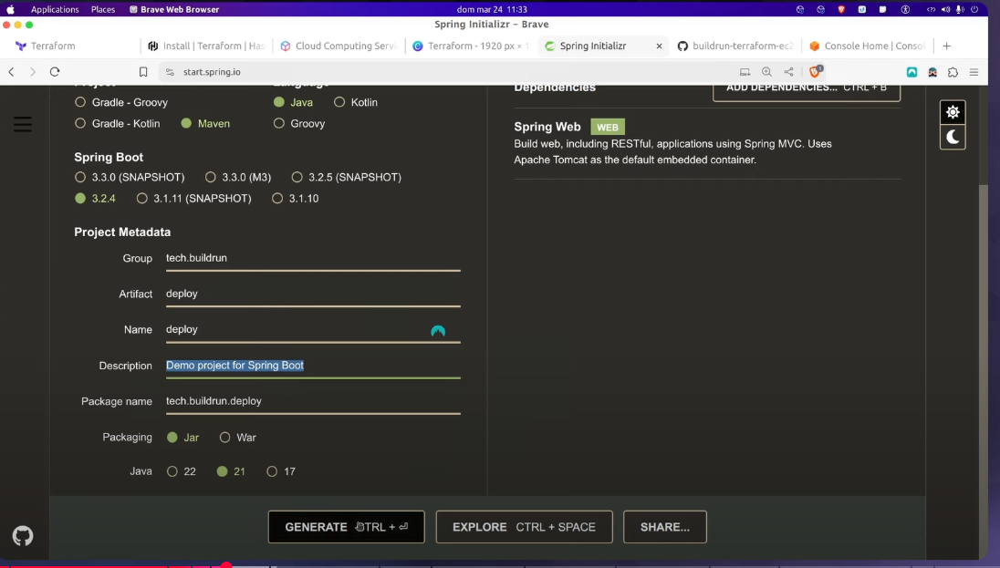 Applications Places Brave Web Browser dom mar 24 11:33
Spring Initializr – Brave
Terraform Install | Terraform | Has Cloud Computing Servi Terraform - 1920 px × 1 Spring Initializr × buildrun-terraform-ec2 Console Home | Consol +
start.spring.io 1
Project Language Dependencies ADD DEPENDENCIES... CTRL + B
Gradle - Groovy Java Kotlin
Gradle - Kotlin Maven Groovy
Spring Web WEB
Build web, including RESTful, applications using Spring MVC. Uses
Apache Tomcat as the default embedded container.
Spring Boot
3.3.0 (SNAPSHOT) 3.3.0 (M3) 3.2.5 (SNAPSHOT)
3.2.4 3.1.11 (SNAPSHOT) 3.1.10
Project Metadata
Group tech.buildrun
Artifact deploy
Name deploy
Description Demo project for Spring Boot
Package name tech.buildrun.deploy
Packaging Jar War
Java 22 21 17
GENERATE CTRL + ⏎ EXPLORE CTRL + SPACE SHARE...